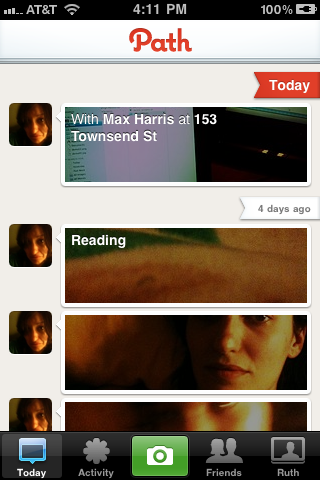 AT&T 4:11 PM 100%
Path
Today
With Max Harris at 153
Townsend St
4 days ago
Reading
Today Activity Friends Ruth